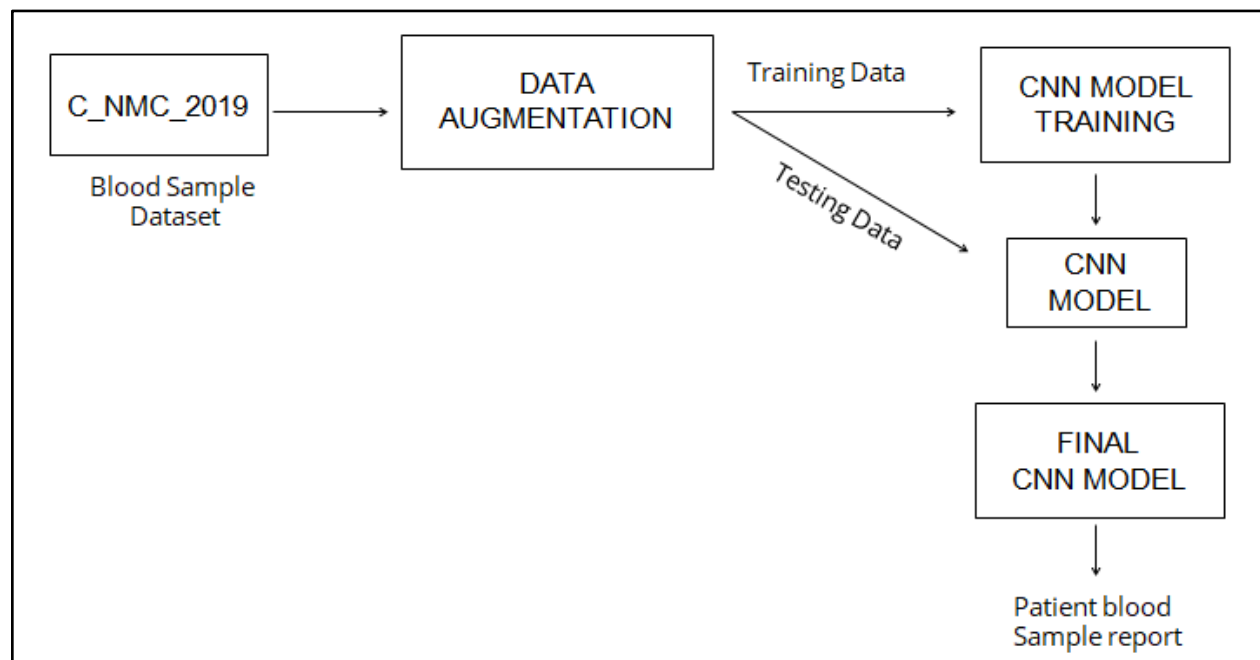 C_NMC_2019
Blood Sample
Dataset
DATA
AUGMENTATION
Training Data
Testing Data
CNN MODEL
TRAINING
CNN
MODEL
FINAL
CNN MODEL
Patient blood
Sample report